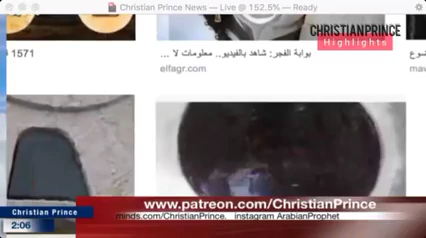 Christian Prince News — Live @ 152.5% — Ready
CHRISTIANPRINCE
Highlights
1571
بوابة الفجر: شاهد بالفيديو.. معلومات لا ...
elfagr.com
www.patreon.com/ChristianPrince
Christian Prince
minds.com/ChristianPrince, instagram ArabianProphet
2:06